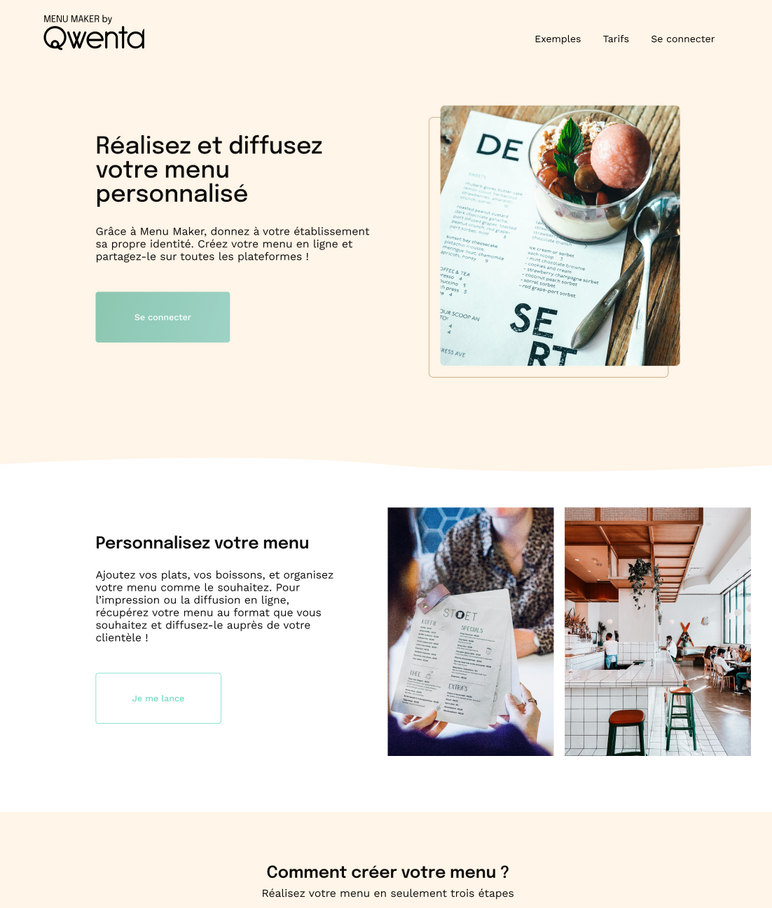 MENU MAKER by
Qwenta
Exemples
Tarifs
Se connecter
Réalisez et diffusez
votre menu
personnalisé
Grâce à Menu Maker, donnez à votre établissement
sa propre identité. Créez votre menu en ligne et
partagez-le sur toutes les plateformes !
Se connecter
DE
SE
RT
Personnalisez votre menu
Ajoutez vos plats, vos boissons, et organisez
votre menu comme le souhaitez. Pour
l'impression ou la diffusion en ligne,
récupérez votre menu au format que vous
souhaitez et diffusez-le auprès de votre
clientèle !
Je me lance
SPECIALS
EXTRAS
Comment créer votre menu ?
Réalisez votre menu en seulement trois étapes